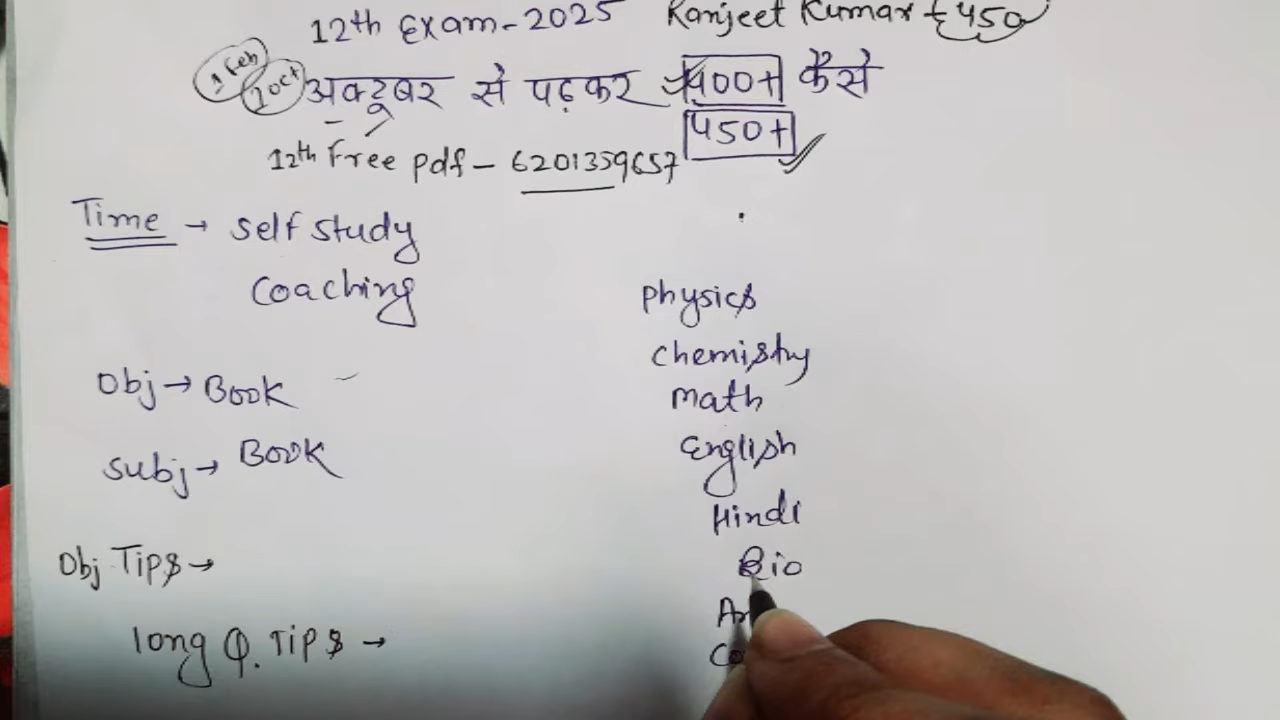 12th Exam-2025 Ranjeet Kumar - 450
1 Feb
1 Oct
अक्टूबर से पढ़कर 400+ कैसे
450+
12th Free pdf - 6201359657
Time → self study
Coaching
Physics
Chemistry
Obj → Book
Math
Subj → Book
English
Hindi
Obj Tips →
Bio
long Q. Tips →